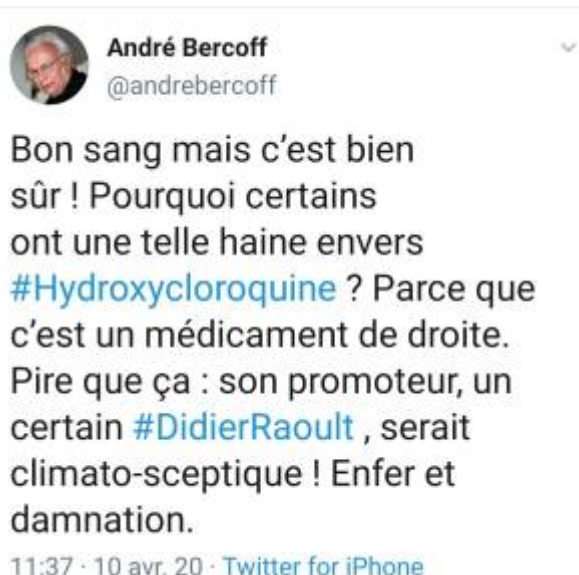 André Bercoff
@andrebercoff
Bon sang mais c'est bien
sûr ! Pourquoi certains
ont une telle haine envers
#Hydroxycloroquine ? Parce que
c'est un médicament de droite.
Pire que ça : son promoteur, un
certain #DidierRaoult , serait
climato-sceptique ! Enfer et
damnation.
11:37 · 10 avr. 20 · Twitter for iPhone